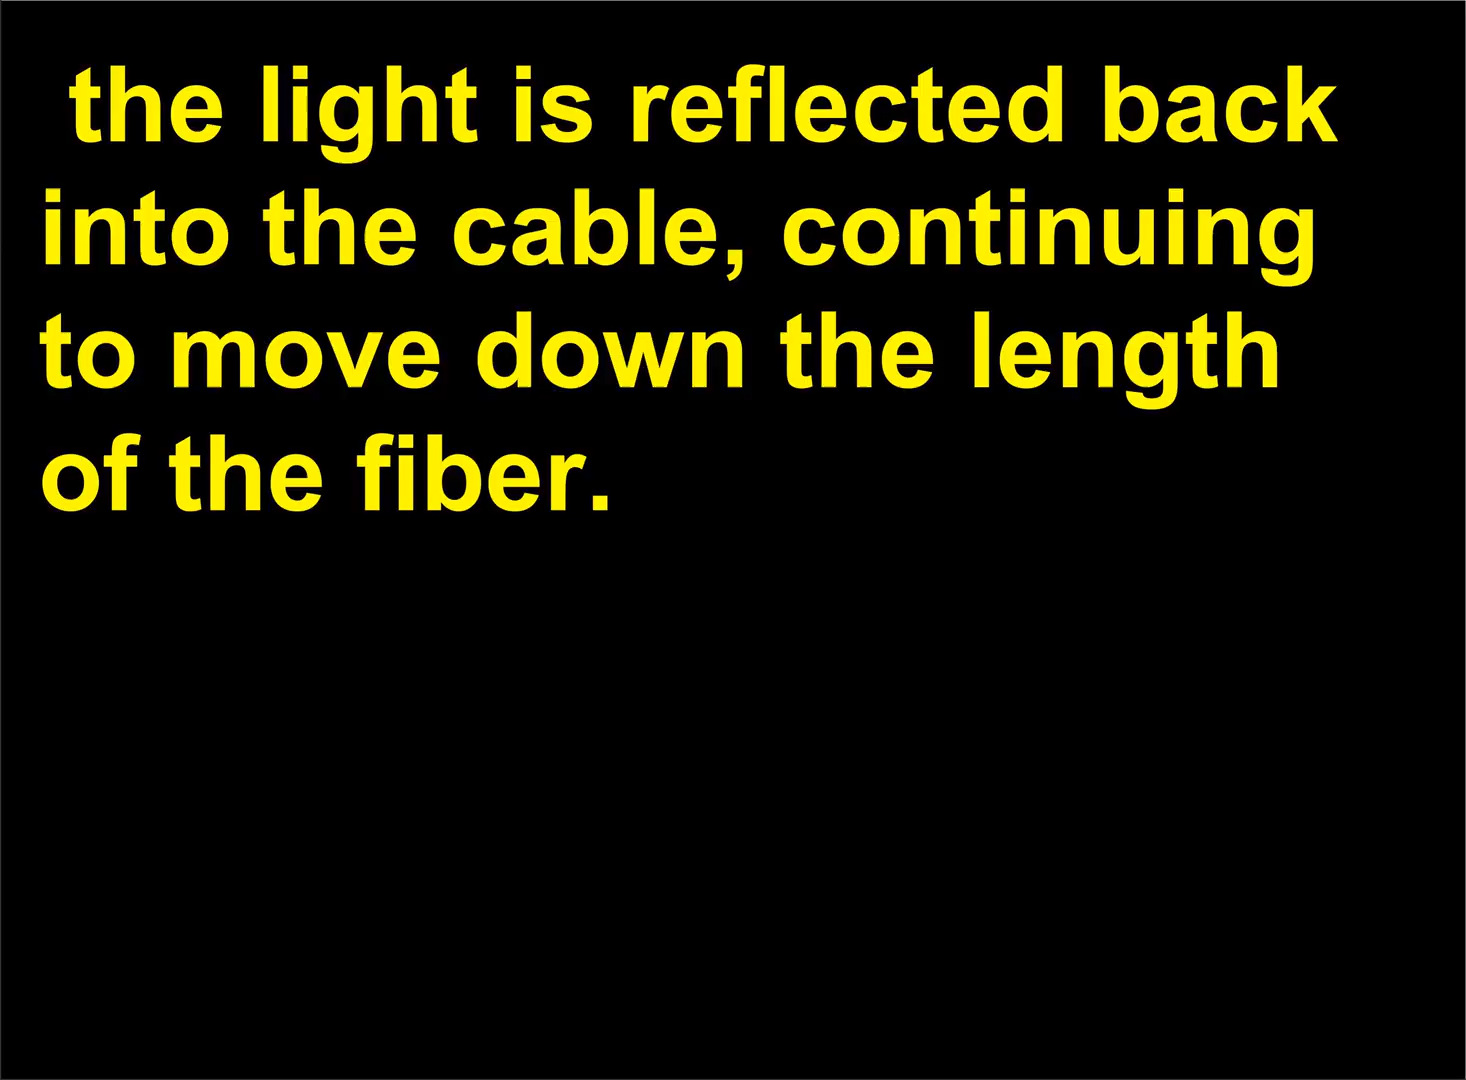 the light is reflected back
into the cable, continuing
to move down the length
of the fiber.